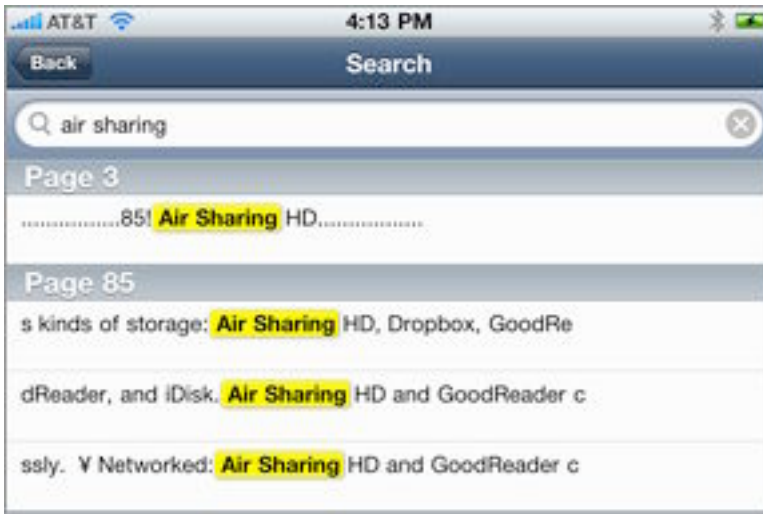 AT&T 4:13 PM
Back Search
air sharing
Page 3
..................85! Air Sharing HD...................
Page 85
s kinds of storage: Air Sharing HD, Dropbox, GoodRe
dReader, and iDisk. Air Sharing HD and GoodReader c
ssly. ¥ Networked: Air Sharing HD and GoodReader c